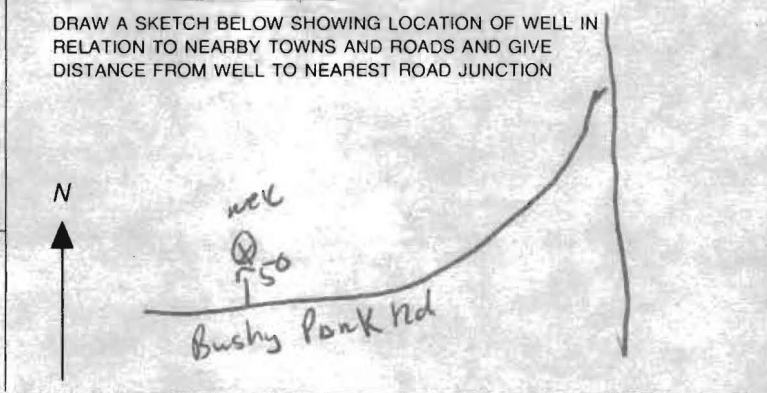 DRAW A SKETCH BELOW SHOWING LOCATION OF WELL IN
RELATION TO NEARBY TOWNS AND ROADS AND GIVE
DISTANCE FROM WELL TO NEAREST ROAD JUNCTION
N
well
50
Bushy Park Rd